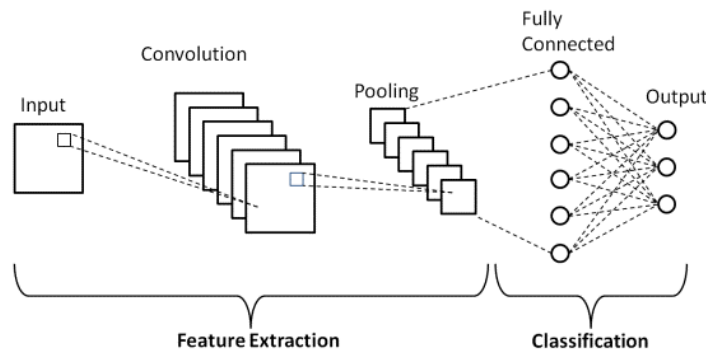 Input
Convolution
Pooling
Fully
Connected
Output
Feature Extraction
Classification